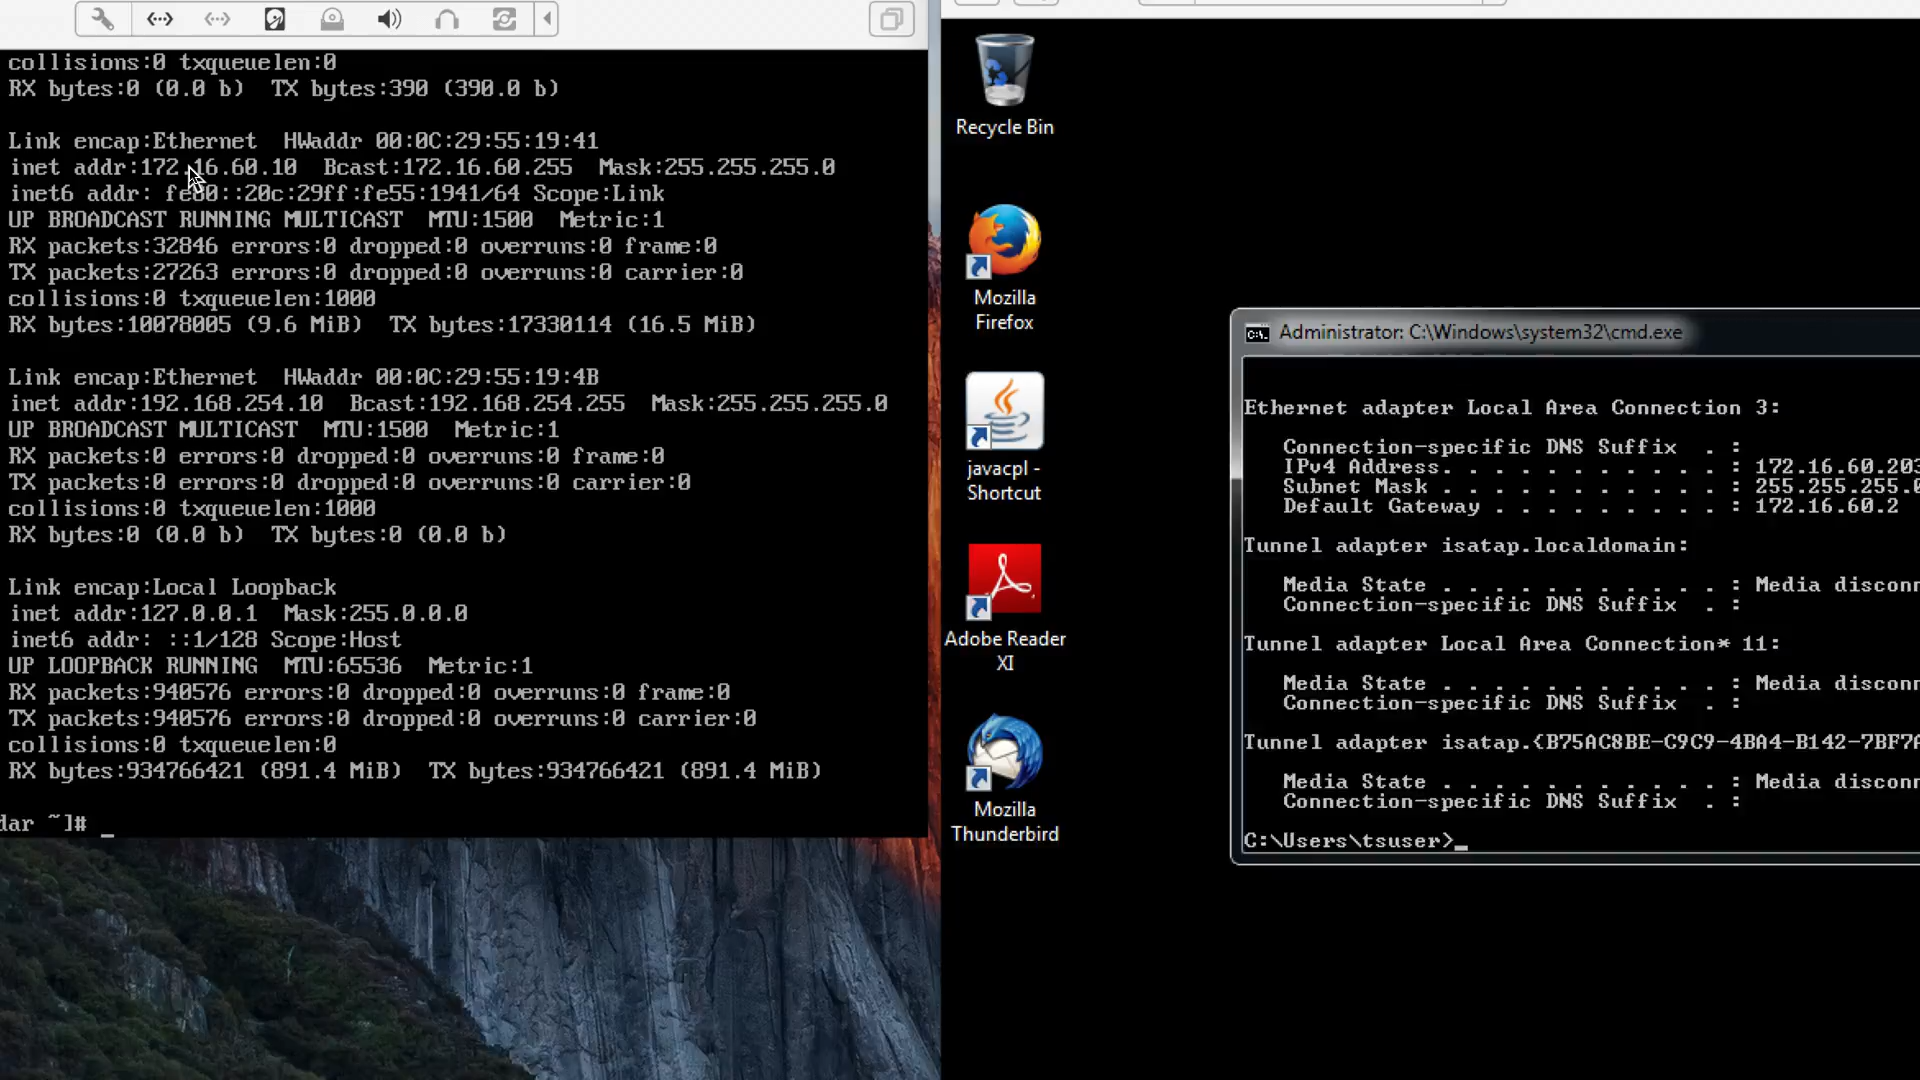 collisions:0 txqueuelen:0
RX bytes:0 (0.0 b)  TX bytes:390 (390.0 b)
Link encap:Ethernet  HWaddr 00:0C:29:55:19:41
inet addr:172.16.60.10  Bcast:172.16.60.255  Mask:255.255.255.0
inet6 addr: fe80::20c:29ff:fe55:1941/64 Scope:Link
UP BROADCAST RUNNING MULTICAST  MTU:1500  Metric:1
RX packets:32846 errors:0 dropped:0 overruns:0 frame:0
TX packets:27263 errors:0 dropped:0 overruns:0 carrier:0
collisions:0 txqueuelen:1000
RX bytes:10078005 (9.6 MiB)  TX bytes:17330114 (16.5 MiB)
Link encap:Ethernet  HWaddr 00:0C:29:55:19:4B
inet addr:192.168.254.10  Bcast:192.168.254.255  Mask:255.255.255.0
UP BROADCAST MULTICAST  MTU:1500  Metric:1
RX packets:0 errors:0 dropped:0 overruns:0 frame:0
TX packets:0 errors:0 dropped:0 overruns:0 carrier:0
collisions:0 txqueuelen:1000
RX bytes:0 (0.0 b)  TX bytes:0 (0.0 b)
Link encap:Local Loopback
inet addr:127.0.0.1  Mask:255.0.0.0
inet6 addr: ::1/128 Scope:Host
UP LOOPBACK RUNNING  MTU:65536  Metric:1
RX packets:940576 errors:0 dropped:0 overruns:0 frame:0
TX packets:940576 errors:0 dropped:0 overruns:0 carrier:0
collisions:0 txqueuelen:0
RX bytes:934766421 (891.4 MiB)  TX bytes:934766421 (891.4 MiB)
dar ~]# _
Recycle Bin
Mozilla
Firefox
javacpl -
Shortcut
Adobe Reader
XI
Mozilla
Thunderbird
Administrator: C:\Windows\system32\cmd.exe
Ethernet adapter Local Area Connection 3:
Connection-specific DNS Suffix  . :
IPv4 Address. . . . . . . . . . . : 172.16.60.203
Subnet Mask . . . . . . . . . . . : 255.255.255.0
Default Gateway . . . . . . . . . : 172.16.60.2
Tunnel adapter isatap.localdomain:
Media State . . . . . . . . . . . : Media disconn
Connection-specific DNS Suffix  . :
Tunnel adapter Local Area Connection* 11:
Media State . . . . . . . . . . . : Media disconn
Connection-specific DNS Suffix  . :
Tunnel adapter isatap.{B75AC8BE-C9C9-4BA4-B142-7BF7A
Media State . . . . . . . . . . . : Media disconn
Connection-specific DNS Suffix  . :
C:\Users\tsuser>_